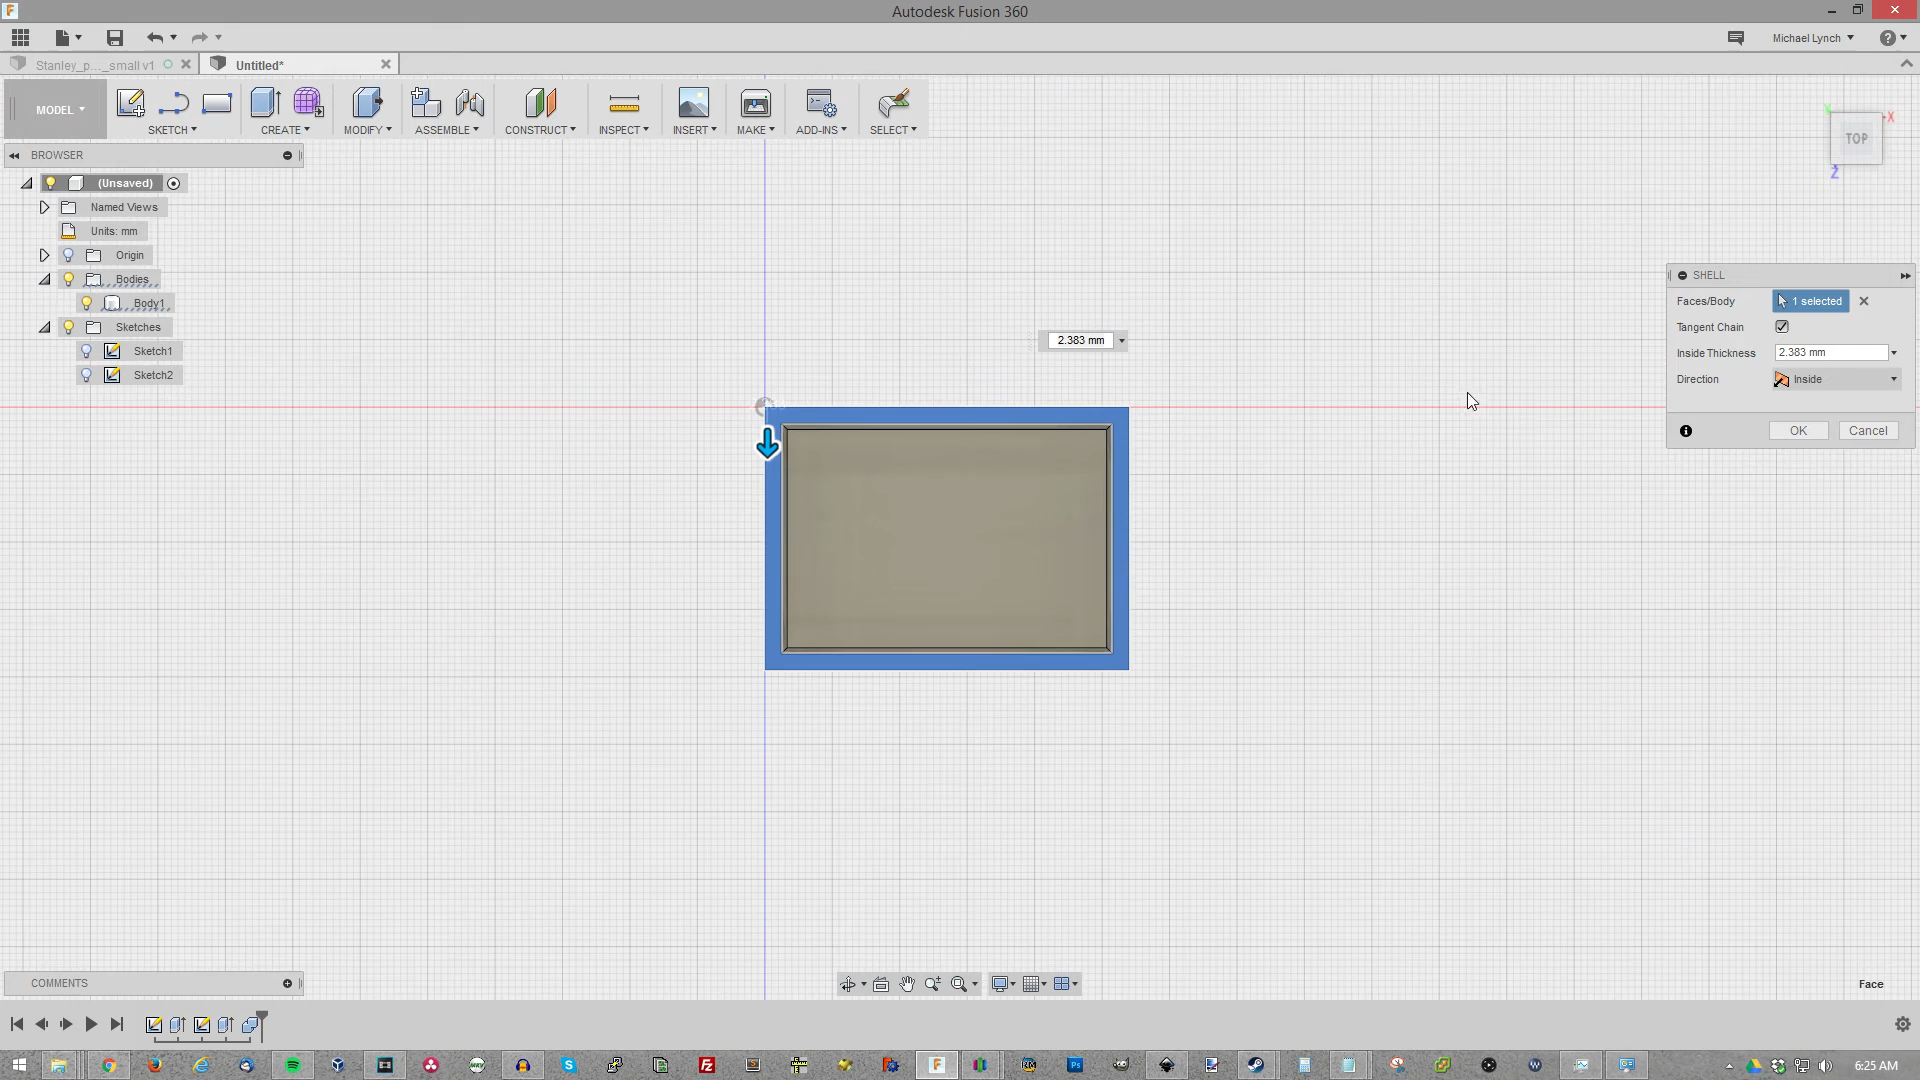 Autodesk Fusion 360
Michael Lynch
Stanley_p..._small v1
Untitled*
MODEL
SKETCH
CREATE
MODIFY
ASSEMBLE
CONSTRUCT
INSPECT
INSERT
MAKE
ADD-INS
SELECT
TOP
X
Z
BROWSER
(Unsaved)
Named Views
Units: mm
Origin
Bodies
Body1
Sketches
Sketch1
Sketch2
2.383 mm
SHELL
Faces/Body
1 selected
Tangent Chain
Inside Thickness
2.383 mm
Direction
Inside
OK
Cancel
COMMENTS
Face
6:25 AM